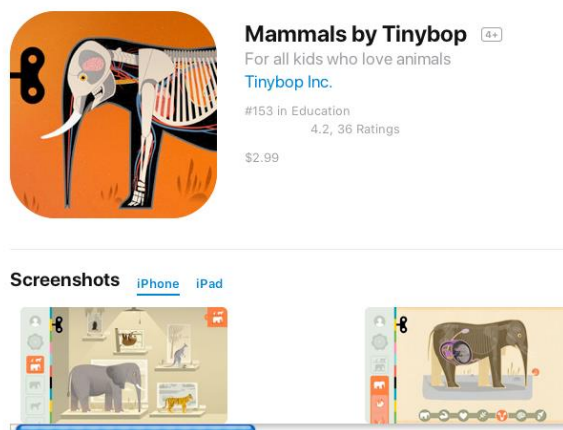 Mammals by Tinybop 4+
For all kids who love animals
Tinybop Inc.
#153 in Education
4.2, 36 Ratings
$2.99
Screenshots iPhone iPad